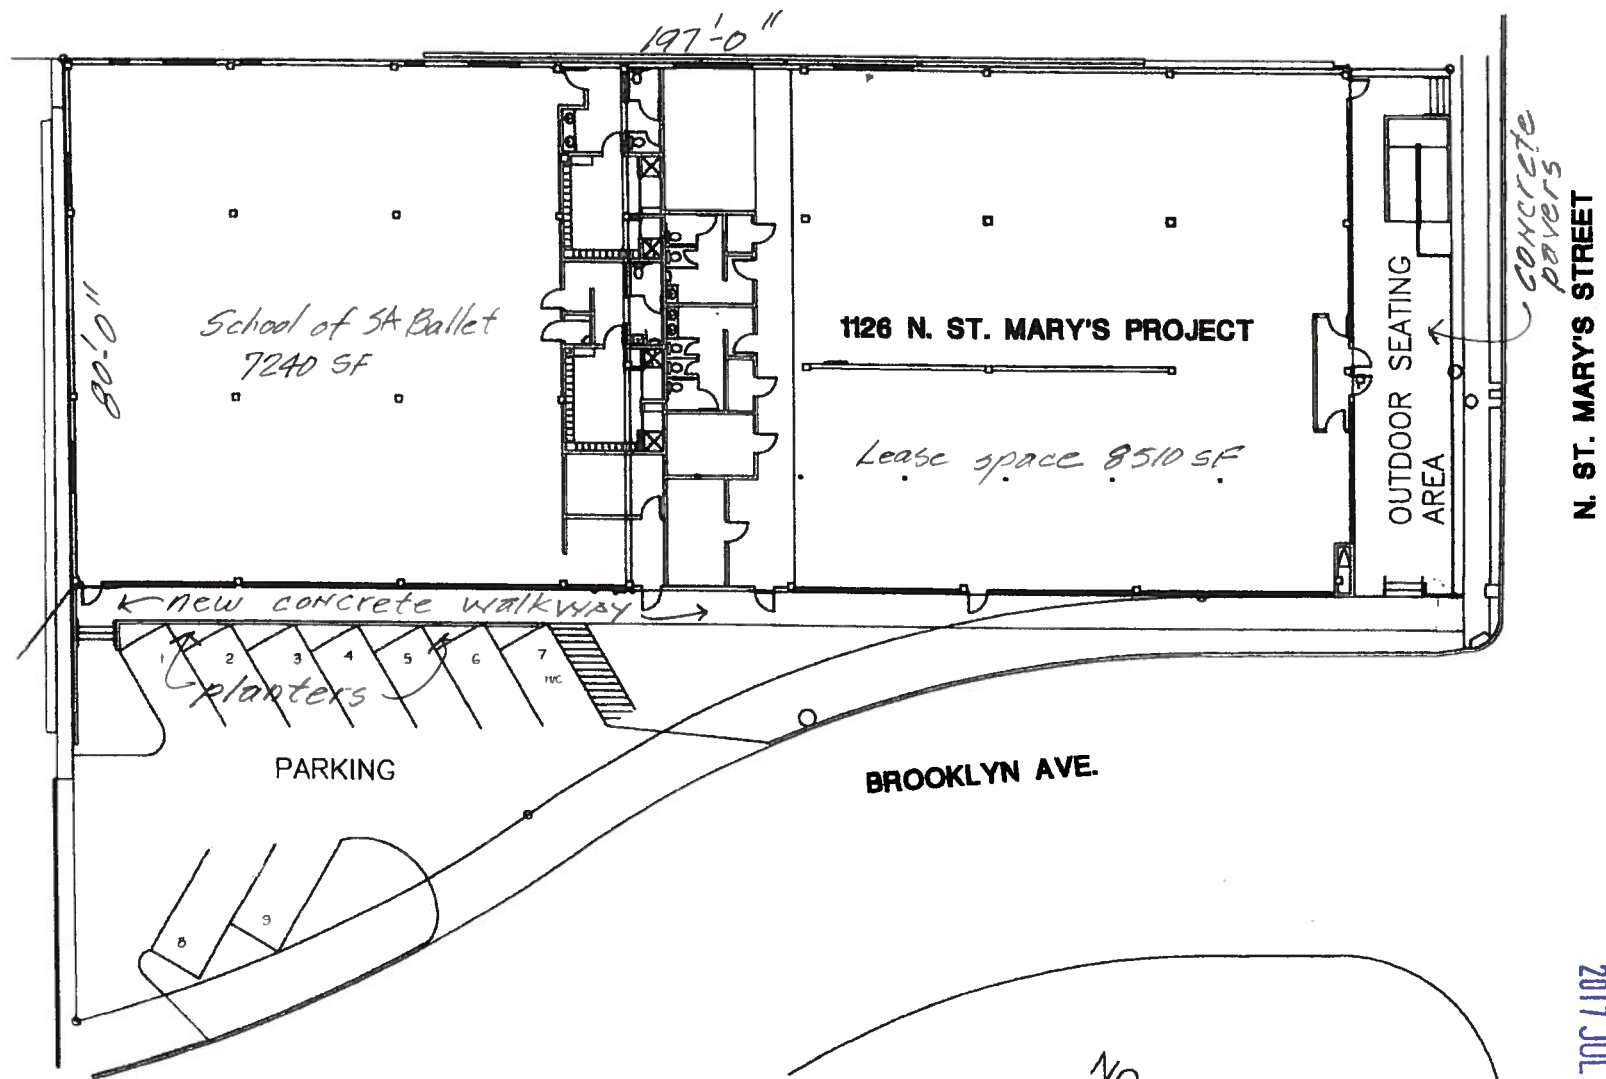 197'-0"
concrete
pavers
N. ST. MARY'S STREET
School of SA Ballet
7240 SF
80'-0"
1126 N. ST. MARY'S PROJECT
OUTDOOR SEATING
AREA
Lease space 8510 SF
new concrete walkway
1
2
3
4
5
6
7
H/C
planters
PARKING
BROOKLYN AVE.
8
9
2017 JUL
No